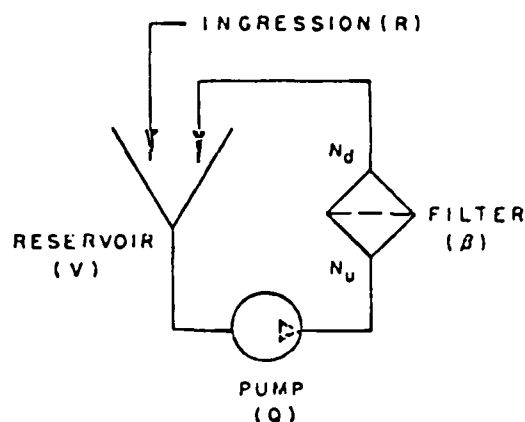 INGRESSION (R)
N_d
FILTER
(β)
RESERVOIR
(V)
N_u
PUMP
(Q)